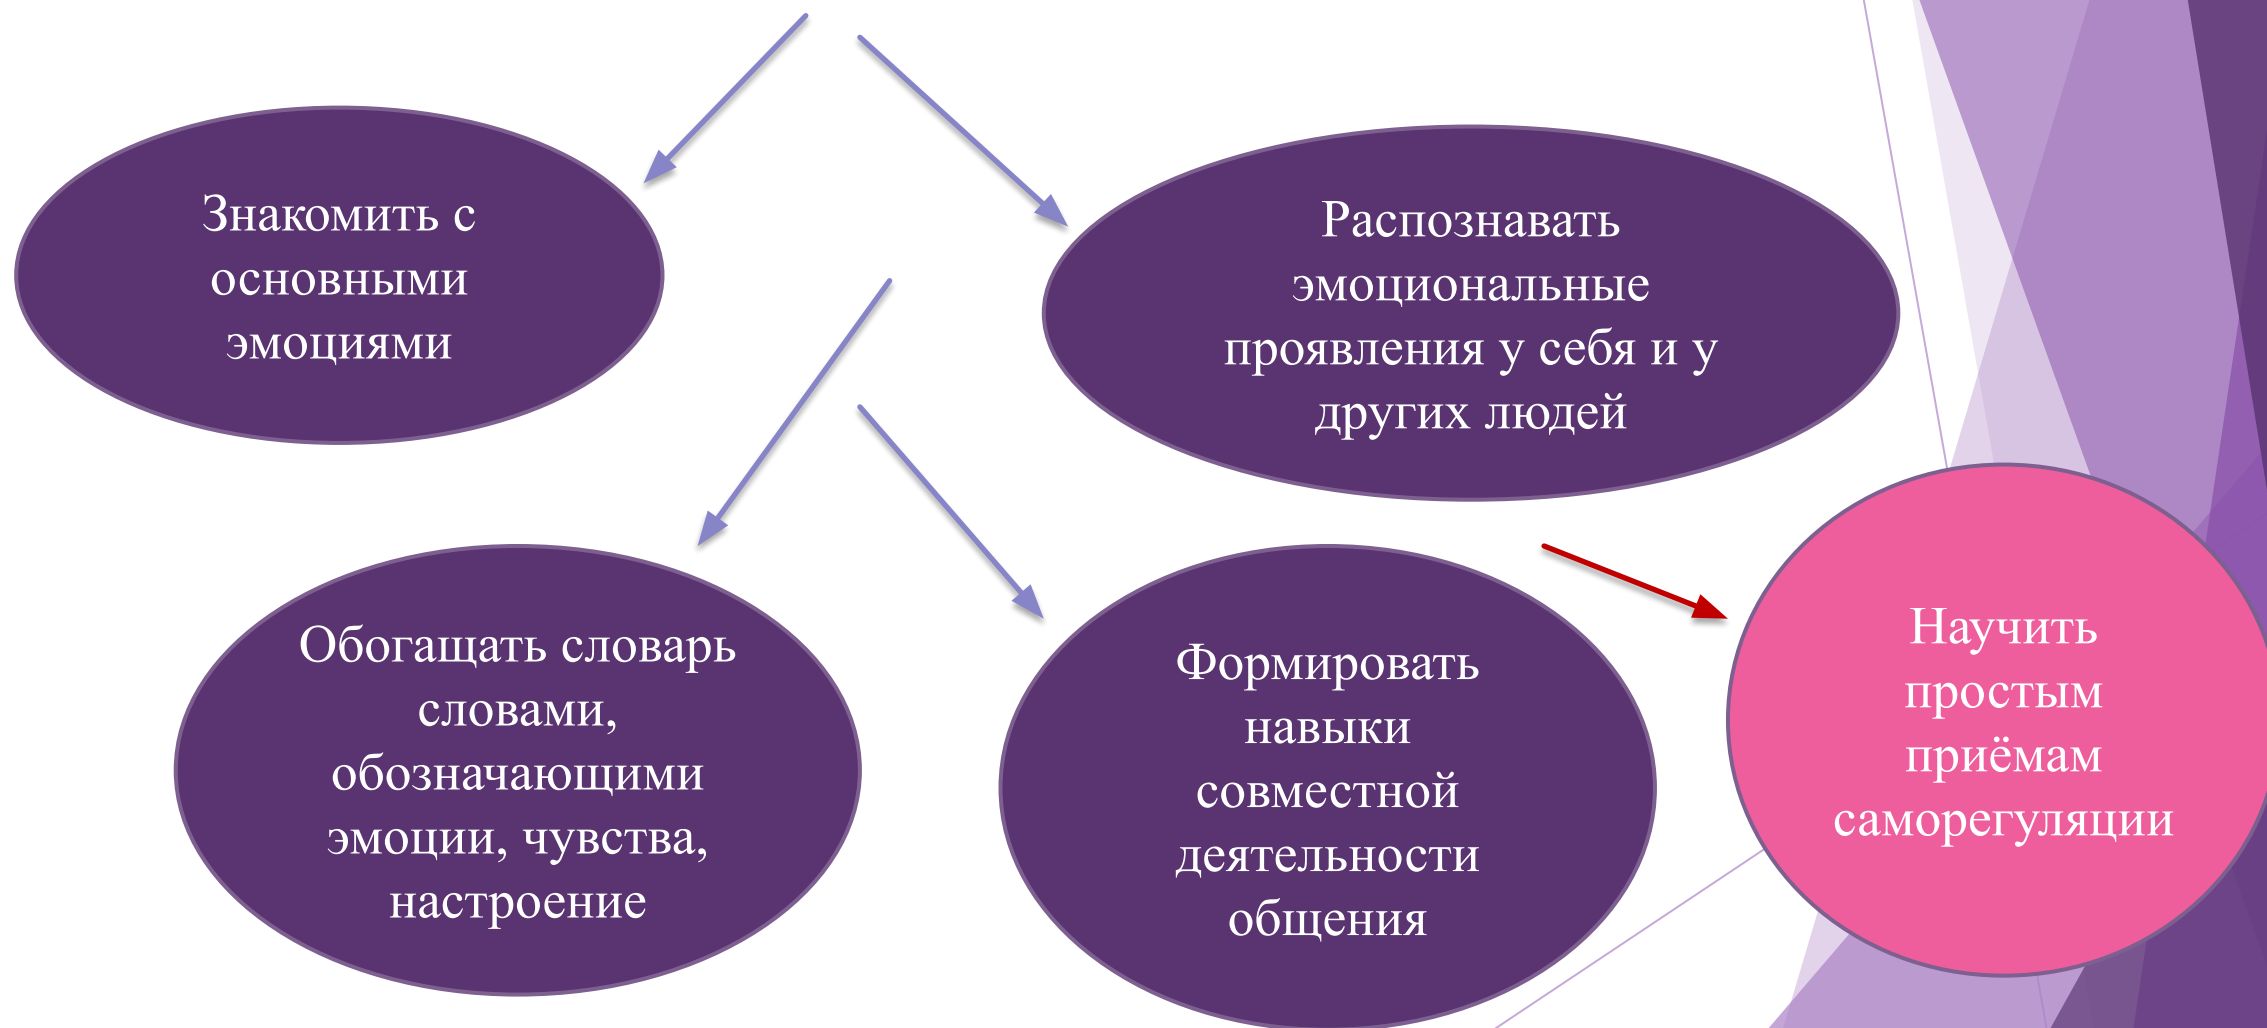 Знакомить с
основными
эмоциями
Распознавать
эмоциональные
проявления у себя и у
других людей
Обогащать словарь
словами,
обозначающими
эмоции, чувства,
настроение
Формировать
навыки
совместной
деятельности
общения
Научить
простым
приёмам
саморегуляции